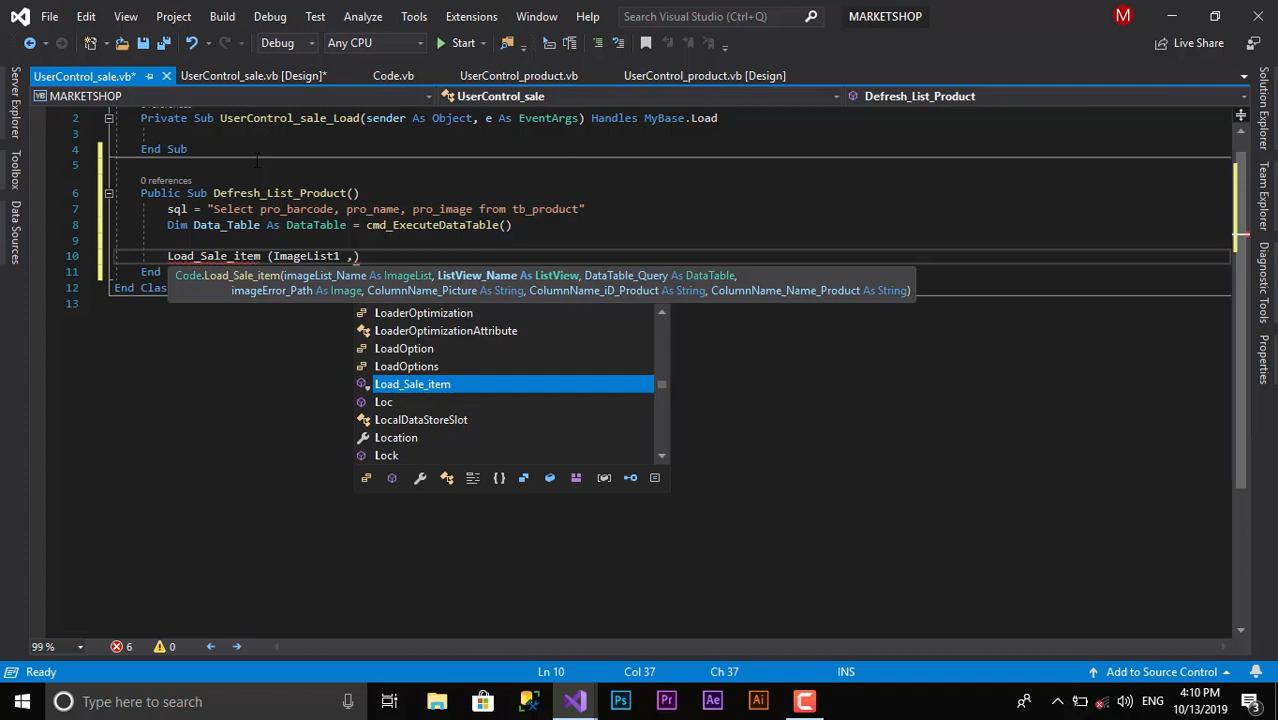 File Edit View Project Build Debug Test Analyze Tools Extensions Window Help Search Visual Studio (Ctrl+Q) MARKETSHOP M
Debug Any CPU Start Live Share
UserControl_sale.vb* UserControl_sale.vb [Design]* Code.vb UserControl_product.vb UserControl_product.vb [Design]
MARKETSHOP UserControl_sale Defresh_List_Product
Server Explorer
Toolbox
Data Sources
Solution Explorer
Team Explorer
Diagnostic Tools
Properties
2 Private Sub UserControl_sale_Load(sender As Object, e As EventArgs) Handles MyBase.Load
3
4 End Sub
5
0 references
6 Public Sub Defresh_List_Product()
7 sql = "Select pro_barcode, pro_name, pro_image from tb_product"
8 Dim Data_Table As DataTable = cmd_ExecuteDataTable()
9
10 Load_Sale_item (ImageList1 ,)
11 End
Code.Load_Sale_item(imageList_Name As ImageList, ListView_Name As ListView, DataTable_Query As DataTable,
12 End Clas
imageError_Path As Image, ColumnName_Picture As String, ColumnName_iD_Product As String, ColumnName_Name_Product As String)
13
LoaderOptimization
LoaderOptimizationAttribute
LoadOption
LoadOptions
Load_Sale_item
Loc
LocalDataStoreSlot
Location
Lock
99 % 6 0
Ready Ln 10 Col 37 Ch 37 INS Add to Source Control
Type here to search Ps Pr Ae Ai ENG 4:10 PM
10/13/2019 3